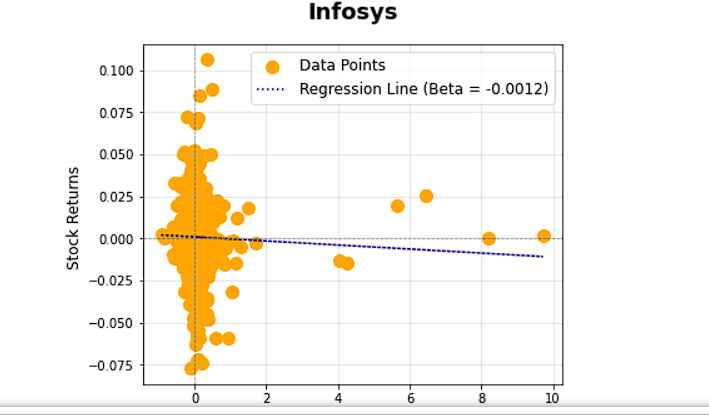 Infosys
Data Points
Regression Line (Beta = -0.0012)
Stock Returns
0.100
0.075
0.050
0.025
0.000
−0.025
−0.050
−0.075
0 2 4 6 8 10